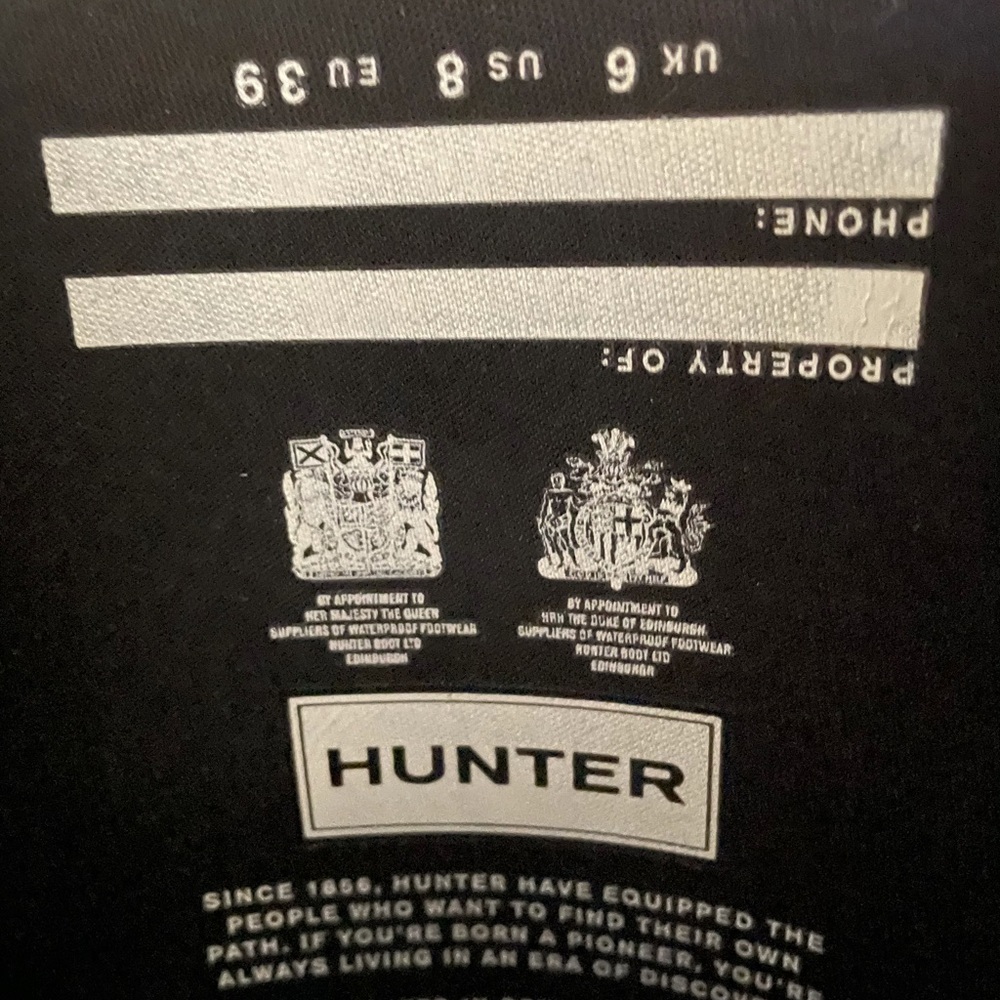 UK 6 US 8 EU 39
PHONE:
PROPERTY OF:
BY APPOINTMENT TO
HER MAJESTY THE QUEEN
SUPPLIERS OF WATERPROOF FOOTWEAR
HUNTER BOOT LTD
EDINBURGH
BY APPOINTMENT TO
HRH THE DUKE OF EDINBURGH
SUPPLIERS OF WATERPROOF FOOTWEAR
HUNTER BOOT LTD
EDINBURGH
HUNTER
SINCE 1856, HUNTER HAVE EQUIPPED THE
PEOPLE WHO WANT TO FIND THEIR OWN
PATH. IF YOU'RE BORN A PIONEER, YOU'RE
ALWAYS LIVING IN AN ERA OF